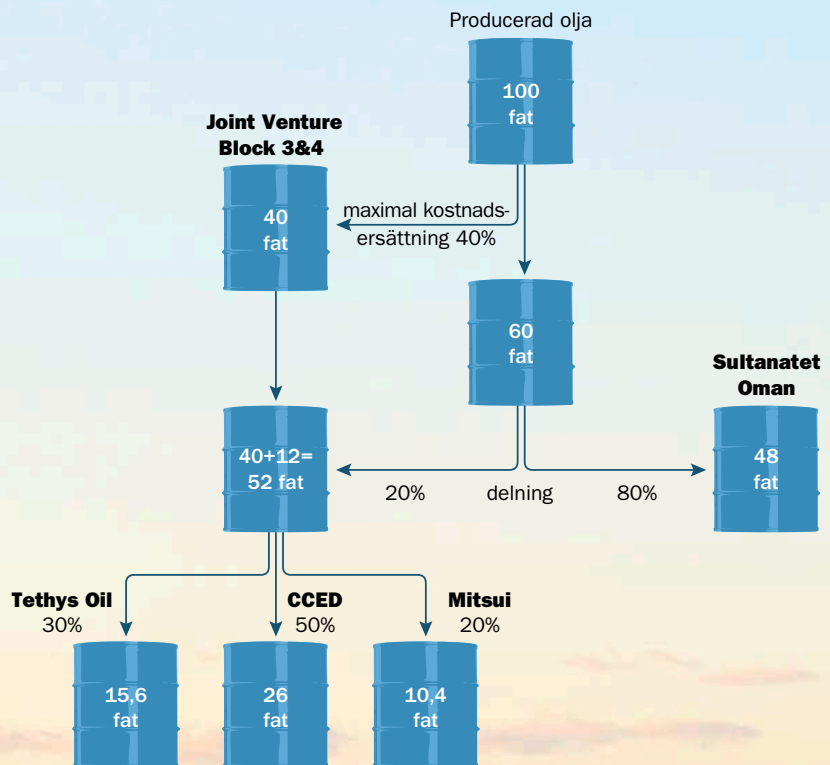 Producerad olja
100
fat
Joint Venture
Block 3&4
40
fat
maximal kostnads-
ersättning 40%
60
fat
Sultanatet
Oman
40+12=
52 fat
20%
delning
80%
48
fat
Tethys Oil
30%
CCED
50%
Mitsui
20%
15,6
fat
26
fat
10,4
fat